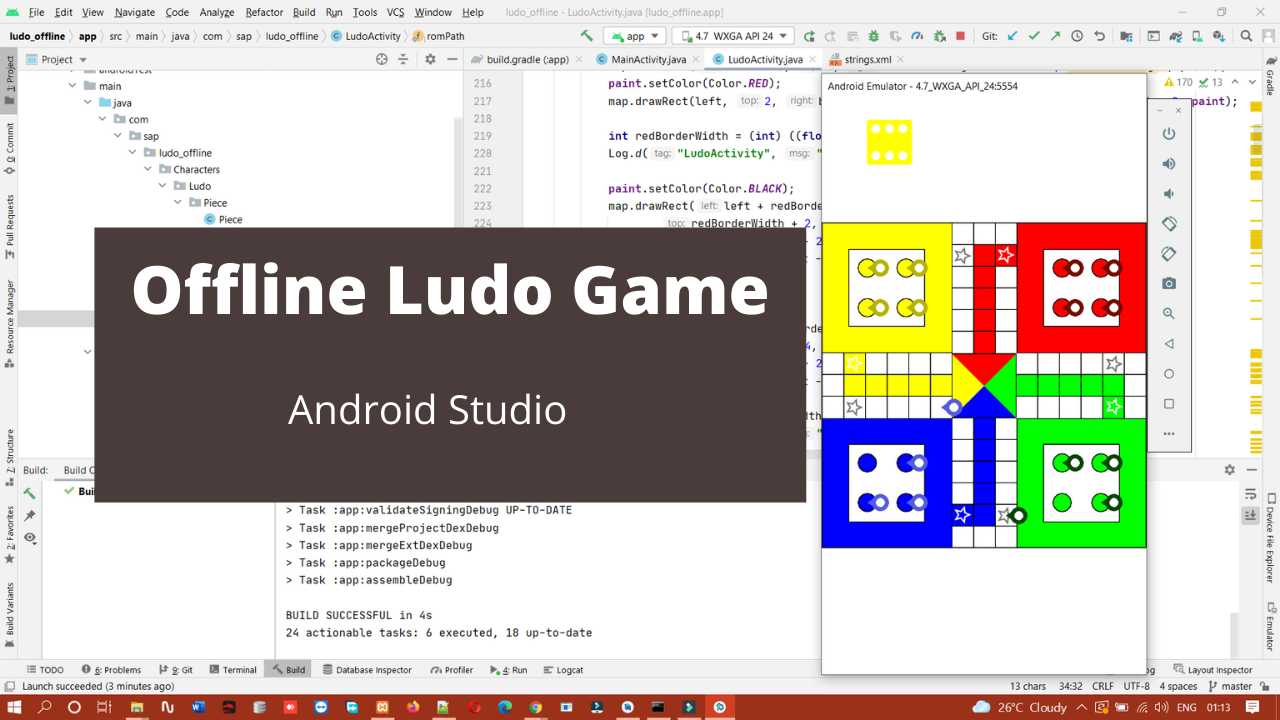 File Edit View Navigate Code Analyze Refactor Build Run Tools VCS Window Help ludo_offline - LudoActivity.java [ludo_offline.app]
ludo_offline app src main java com sap ludo_offline LudoActivity romPath app 4.7 WXGA API 24 Git:
1: Project
Project
build.gradle (:app) MainActivity.java LudoActivity.java strings.xml
Gradle
main
java
com
sap
ludo_offline
Characters
Ludo
Piece
Piece
0: Commit
Pull Requests
Resource Manager
Z: Structure
2: Favorites
Build Variants
216 paint.setColor(Color.RED);
217 map.drawRect(left, top: 2, right: b
paint);
170 13
218
219 int redBorderWidth = (int) ((flo
220 Log.d( tag: "LudoActivity", msg: "
221
222 paint.setColor(Color.BLACK);
223 map.drawRect( left: left + redBorde
224 top: redBorderWidth + 2,
Android Emulator - 4.7_WXGA_API_24:5554
Offline Ludo Game
Android Studio
Build: Build O
Bui
> Task :app:validateSigningDebug UP-TO-DATE
> Task :app:mergeProjectDexDebug
> Task :app:mergeExtDexDebug
> Task :app:packageDebug
> Task :app:assembleDebug
BUILD SUCCESSFUL in 4s
24 actionable tasks: 6 executed, 18 up-to-date
Device File Explorer
Emulator
TODO 6: Problems 9: Git Terminal Build Database Inspector Profiler 4: Run Logcat og Layout Inspector
Launch succeeded (3 minutes ago) 13 chars 34:32 CRLF UTF-8 4 spaces master
26°C Cloudy ENG 01:13